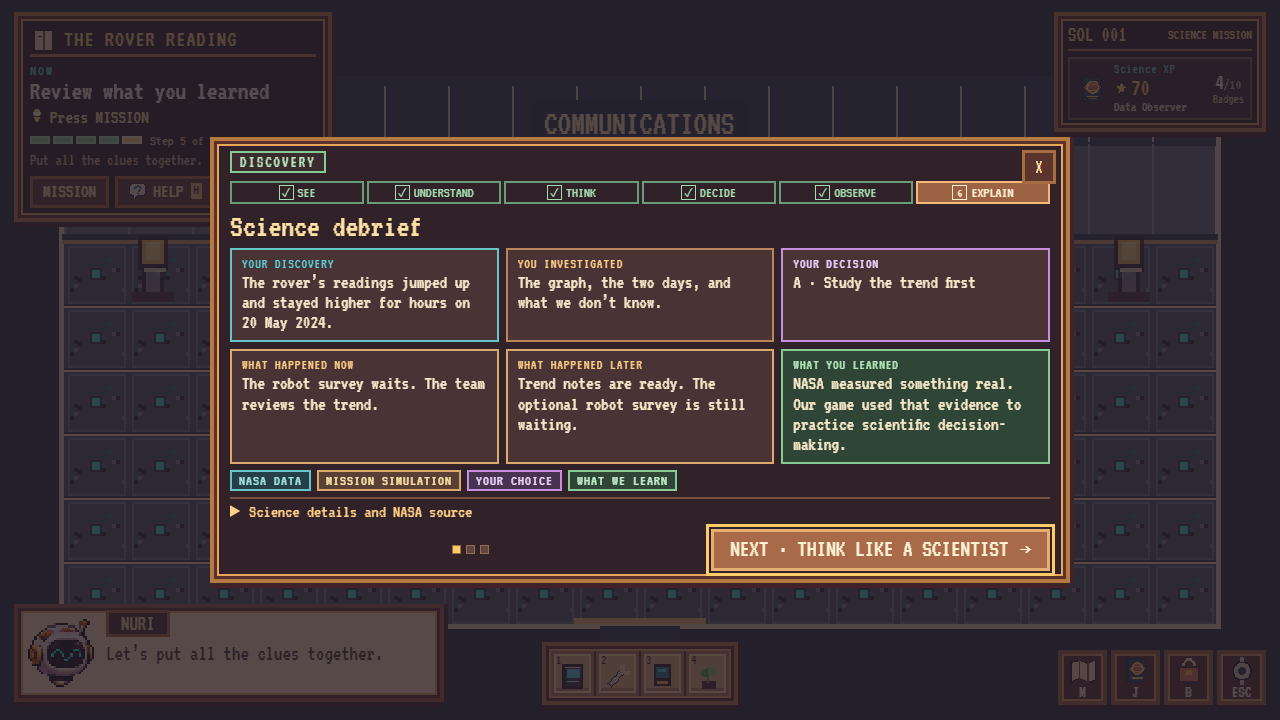 THE ROVER READING
NOW
Review what you learned
Press MISSION
Step 5 of
Put all the clues together.
MISSION
HELP H
SOL 001 SCIENCE MISSION
Science XP
70
Data Observer
4/10
Badges
COMMUNICATIONS
DISCOVERY
X
SEE
UNDERSTAND
THINK
DECIDE
OBSERVE
6 EXPLAIN
Science debrief
YOUR DISCOVERY
The rover's readings jumped up
and stayed higher for hours on
20 May 2024.
YOU INVESTIGATED
The graph, the two days, and
what we don't know.
YOUR DECISION
A · Study the trend first
WHAT HAPPENED NOW
The robot survey waits. The team
reviews the trend.
WHAT HAPPENED LATER
Trend notes are ready. The
optional robot survey is still
waiting.
WHAT YOU LEARNED
NASA measured something real.
Our game used that evidence to
practice scientific decision-
making.
NASA DATA
MISSION SIMULATION
YOUR CHOICE
WHAT WE LEARN
Science details and NASA source
NEXT · THINK LIKE A SCIENTIST →
NURI
Let's put all the clues together.
1
2
3
4
M
J
B
ESC